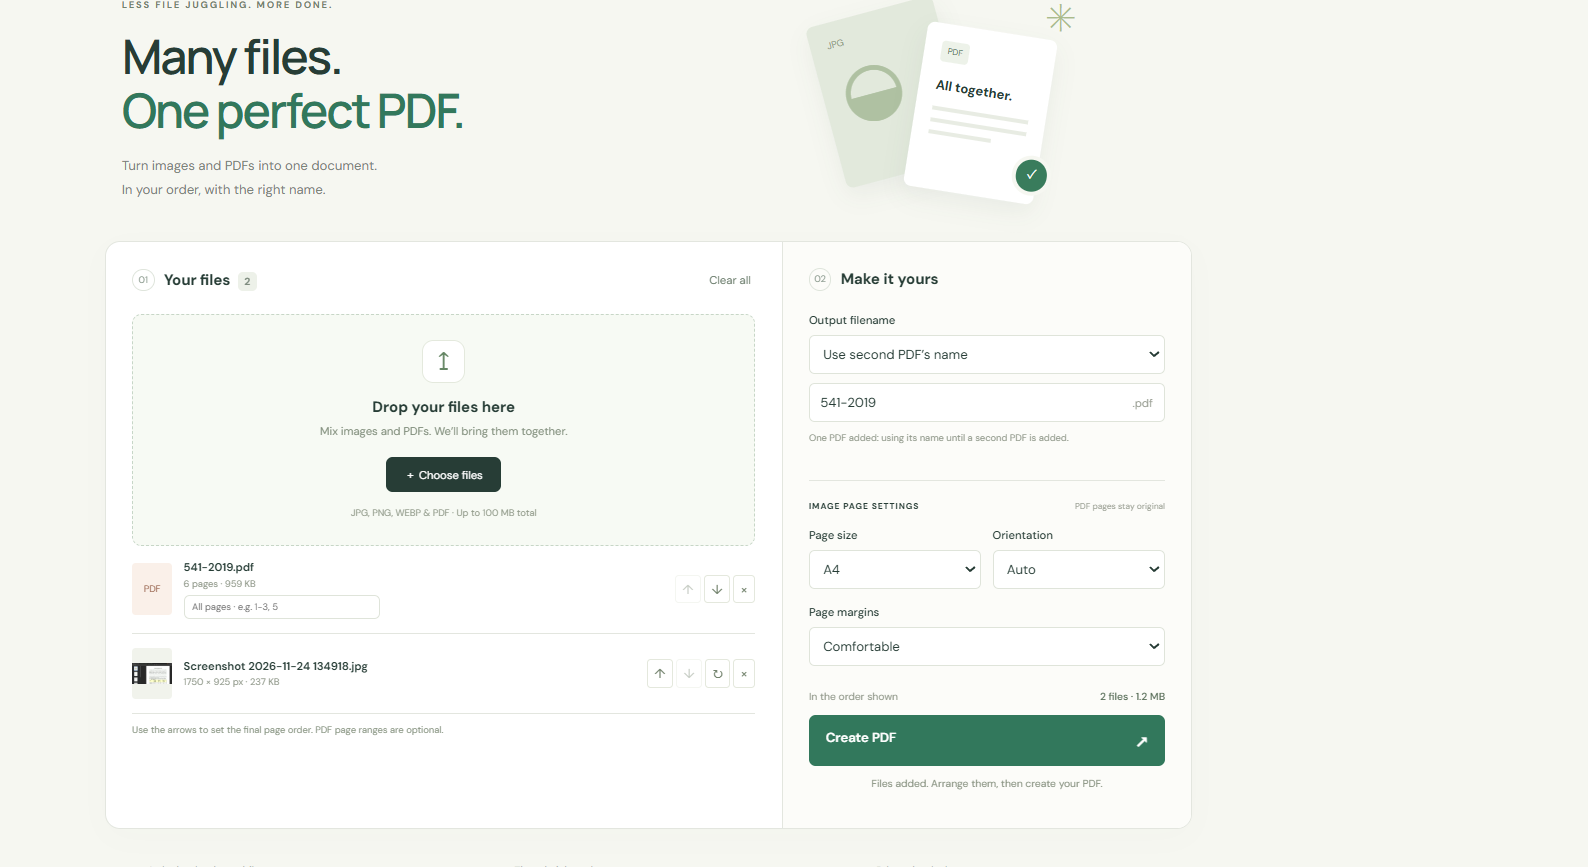 LESS FILE JUGGLING. MORE DONE.
Many files.
One perfect PDF.
Turn images and PDFs into one document.
In your order, with the right name.
JPG
PDF
All together.
01 Your files 2 Clear all
Drop your files here
Mix images and PDFs. We'll bring them together.
+ Choose files
JPG, PNG, WEBP & PDF · Up to 100 MB total
PDF
541-2019.pdf
6 pages · 959 KB
All pages · e.g. 1-3, 5
Screenshot 2026-11-24 134918.jpg
1750 × 925 px · 237 KB
Use the arrows to set the final page order. PDF page ranges are optional.
02 Make it yours
Output filename
Use second PDF's name
541-2019 .pdf
One PDF added: using its name until a second PDF is added.
IMAGE PAGE SETTINGS PDF pages stay original
Page size Orientation
A4 Auto
Page margins
Comfortable
In the order shown 2 files · 1.2 MB
Create PDF ↗
Files added. Arrange them, then create your PDF.